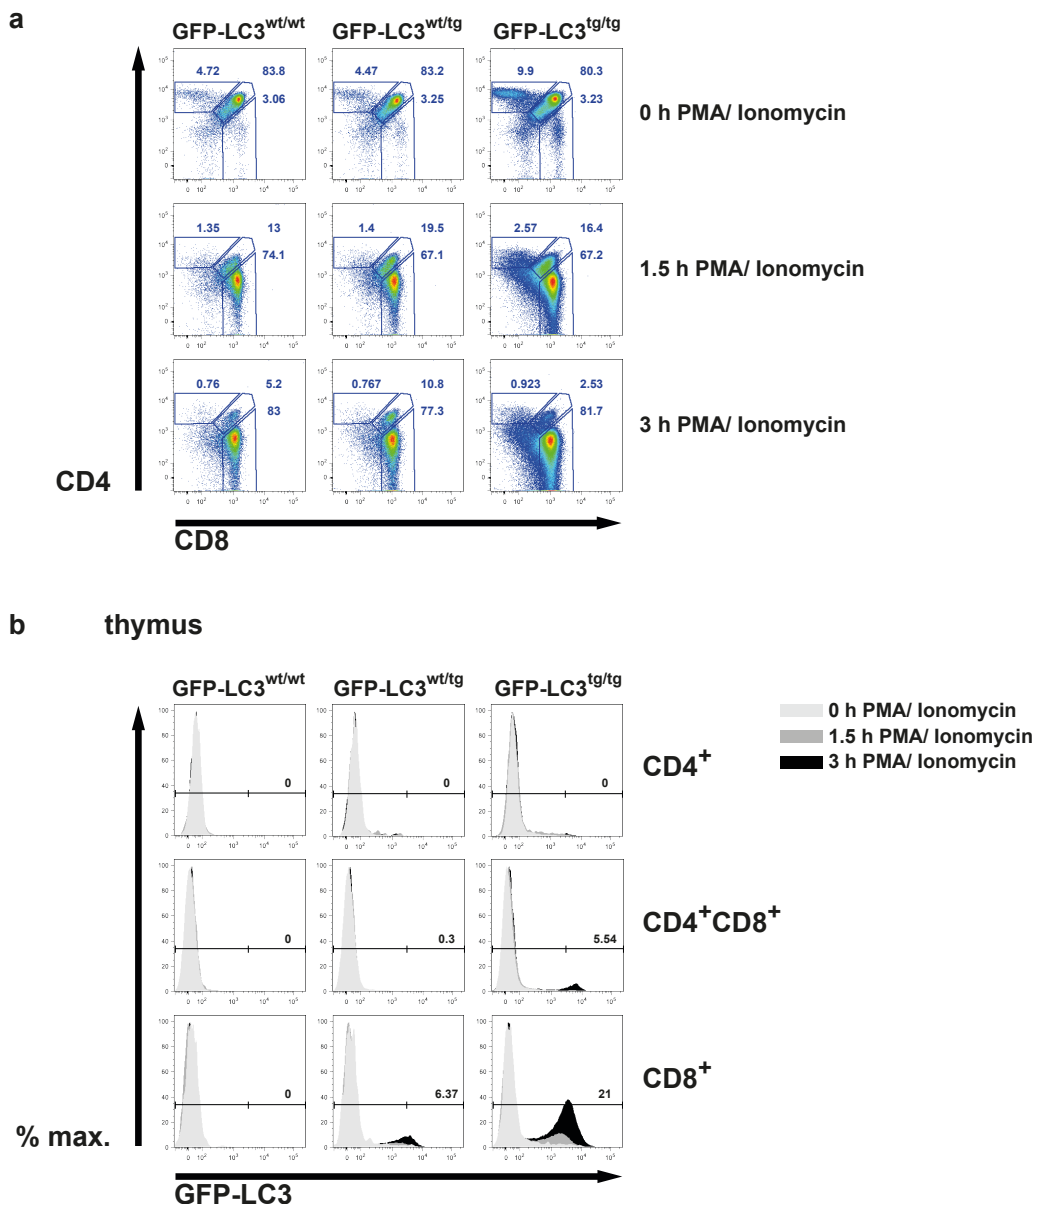 a
GFP-LC3wt/wt GFP-LC3wt/tg GFP-LC3tg/tg
4.72 83.8 3.06
4.47 83.2 3.25
9.9 80.3 3.23
0 h PMA/ Ionomycin
1.35 13 74.1
1.4 19.5 67.1
2.57 16.4 67.2
1.5 h PMA/ Ionomycin
0.76 5.2 83
0.767 10.8 77.3
0.923 2.53 81.7
3 h PMA/ Ionomycin
CD4
CD8
b thymus
GFP-LC3wt/wt GFP-LC3wt/tg GFP-LC3tg/tg
0 h PMA/ Ionomycin
1.5 h PMA/ Ionomycin
3 h PMA/ Ionomycin
0 0 0
CD4+
0 0.3 5.54
CD4+CD8+
0 6.37 21
CD8+
% max.
GFP-LC3